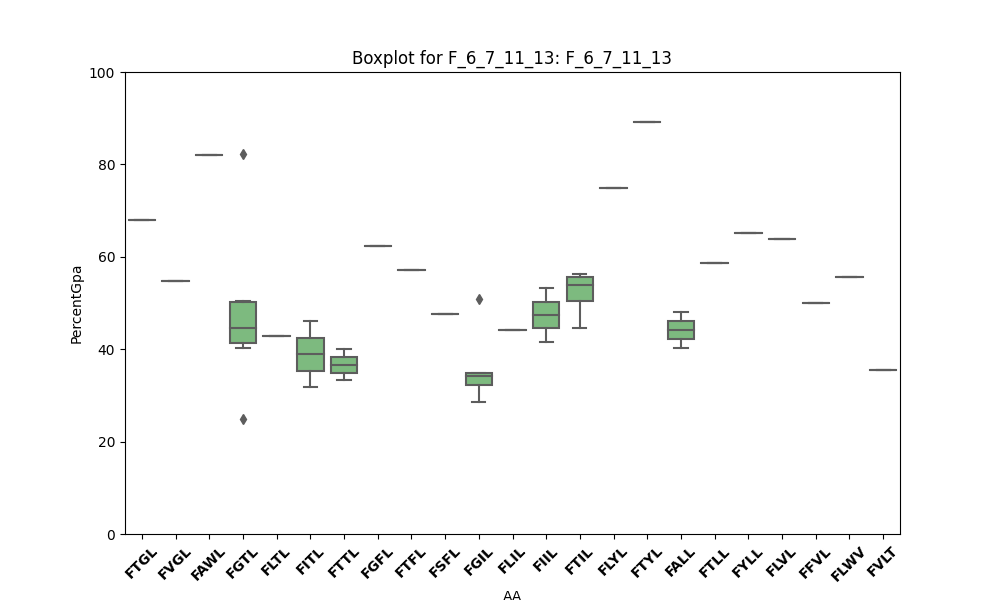 Boxplot for F_6_7_11_13: F_6_7_11_13
100
80
60
40
20
0
PercentGpa
FTGL FVGL FAWL FGTL FLTL FITL FTTL FGFL FTFL FSFL FGIL FLIL FIIL FTIL FLYL FTYL FALL FTLL FYLL FLVL FFVL FLWV FVLT
AA